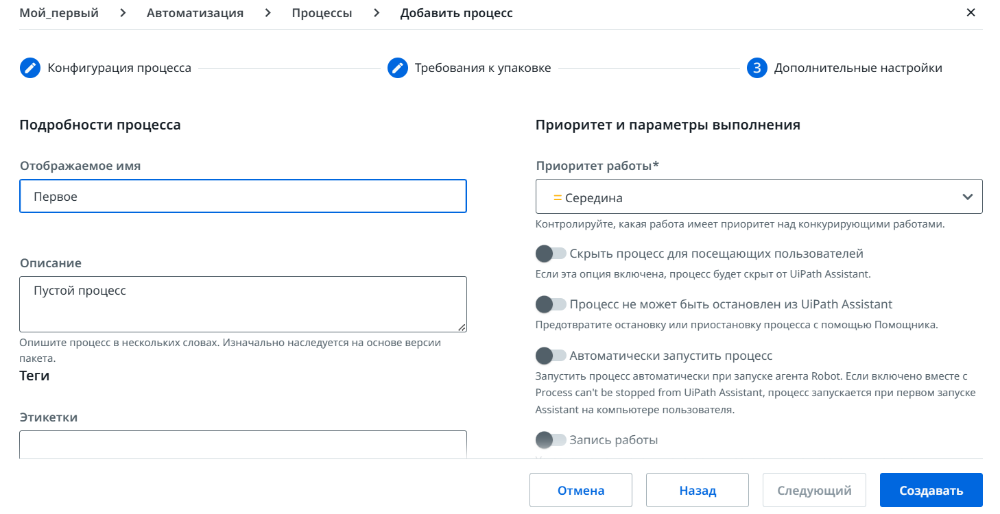 Мой_первый > Автоматизация > Процессы > Добавить процесс ×
Конфигурация процесса
Требования к упаковке
3 Дополнительные настройки
Подробности процесса
Отображаемое имя
Первое
Описание
Пустой процесс
Опишите процесс в нескольких словах. Изначально наследуется на основе версии
пакета.
Теги
Этикетки
Приоритет и параметры выполнения
Приоритет работы*
= Середина
Контролируйте, какая работа имеет приоритет над конкурирующими работами.
Скрыть процесс для посещающих пользователей
Если эта опция включена, процесс будет скрыт от UiPath Assistant.
Процесс не может быть остановлен из UiPath Assistant
Предотвратите остановку или приостановку процесса с помощью Помощника.
Автоматически запустить процесс
Запустить процесс автоматически при запуске агента Robot. Если включено вместе с
Process can't be stopped from UiPath Assistant, процесс запускается при первом запуске
Assistant на компьютере пользователя.
Запись работы
Отмена
Назад
Следующий
Создавать